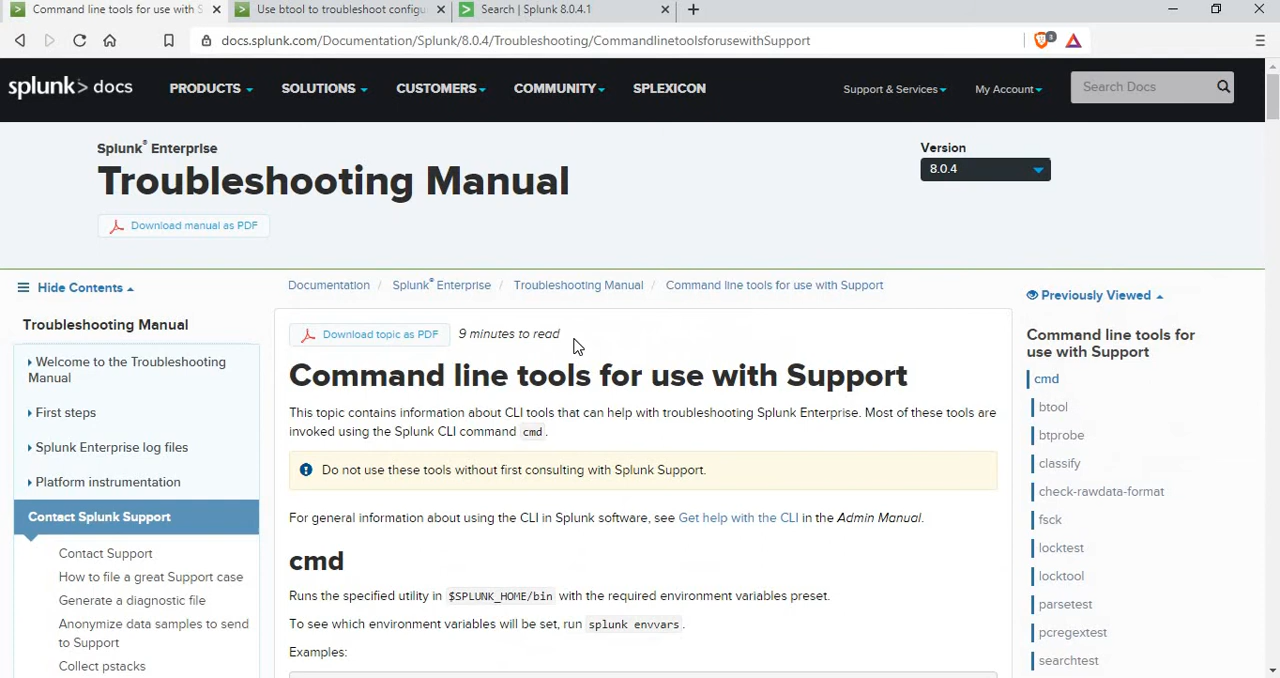 Command line tools for use with S
Use btool to troubleshoot configu
Search | Splunk 8.0.4.1
docs.splunk.com/Documentation/Splunk/8.0.4/Troubleshooting/CommandlinetoolsforusewithSupport
3
splunk> docs
PRODUCTS
SOLUTIONS
CUSTOMERS
COMMUNITY
SPLEXICON
Support & Services
My Account
Search Docs
Splunk® Enterprise
Troubleshooting Manual
Download manual as PDF
Version
8.0.4
Hide Contents
Documentation / Splunk® Enterprise / Troubleshooting Manual / Command line tools for use with Support
Previously Viewed
Troubleshooting Manual
Welcome to the Troubleshooting
Manual
First steps
Splunk Enterprise log files
Platform instrumentation
Contact Splunk Support
Contact Support
How to file a great Support case
Generate a diagnostic file
Anonymize data samples to send
to Support
Collect pstacks
Download topic as PDF
9 minutes to read
Command line tools for use with Support
This topic contains information about CLI tools that can help with troubleshooting Splunk Enterprise. Most of these tools are
invoked using the Splunk CLI command cmd.
Do not use these tools without first consulting with Splunk Support.
For general information about using the CLI in Splunk software, see Get help with the CLI in the Admin Manual.
cmd
Runs the specified utility in $SPLUNK_HOME/bin with the required environment variables preset.
To see which environment variables will be set, run splunk envvars.
Examples:
Command line tools for
use with Support
cmd
btool
btprobe
classify
check-rawdata-format
fsck
locktest
locktool
parsetest
pcregextest
searchtest